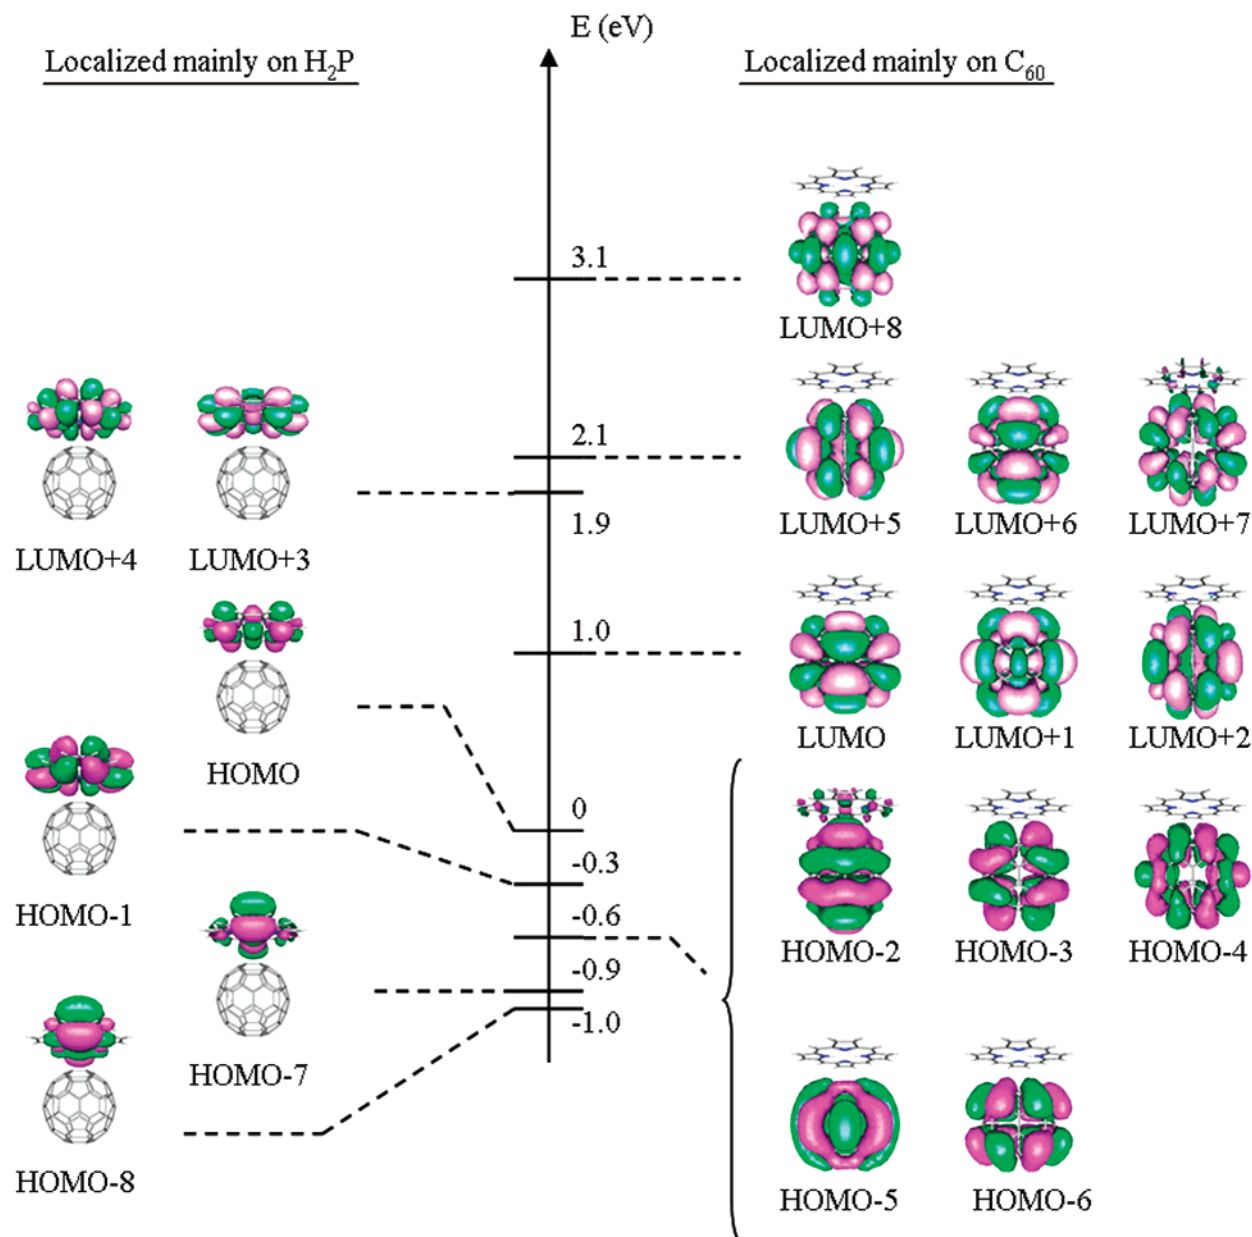 E (eV)
Localized mainly on H₂P
Localized mainly on C₆₀
3.1
LUMO+8
2.1
LUMO+5 LUMO+6 LUMO+7
1.9
LUMO+4 LUMO+3
1.0
LUMO LUMO+1 LUMO+2
HOMO
0
-0.3
HOMO-1
-0.6
HOMO-2 HOMO-3 HOMO-4
-0.9
-1.0
HOMO-7
HOMO-8
HOMO-5 HOMO-6